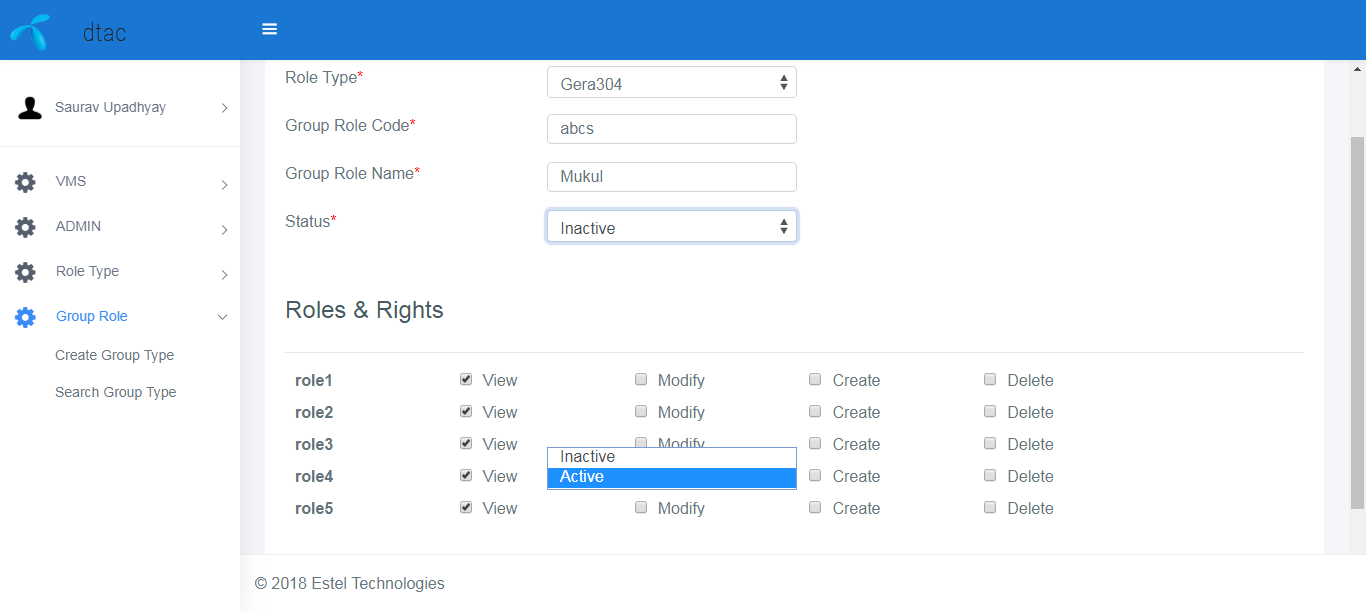 dtac
Saurav Upadhyay
VMS
ADMIN
Role Type
Group Role
Create Group Type
Search Group Type
Role Type* Gera304
Group Role Code* abcs
Group Role Name* Mukul
Status* Inactive
Roles & Rights
role1 View Modify Create Delete
role2 View Modify Create Delete
role3 View Modify Create Delete
Inactive
role4 View Active Create Delete
role5 View Modify Create Delete
© 2018 Estel Technologies